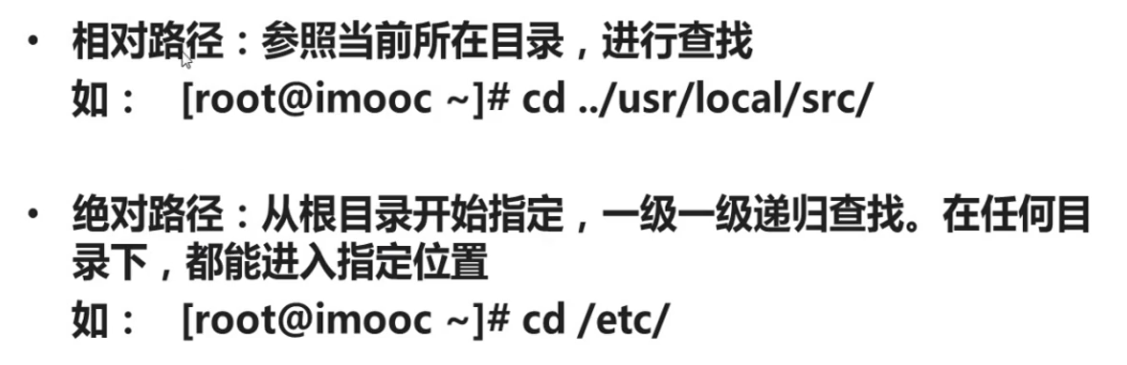 • 相对路径：参照当前所在目录，进行查找
如： [root@imooc ~]# cd ../usr/local/src/
• 绝对路径：从根目录开始指定，一级一级递归查找。在任何目
录下，都能进入指定位置
如： [root@imooc ~]# cd /etc/